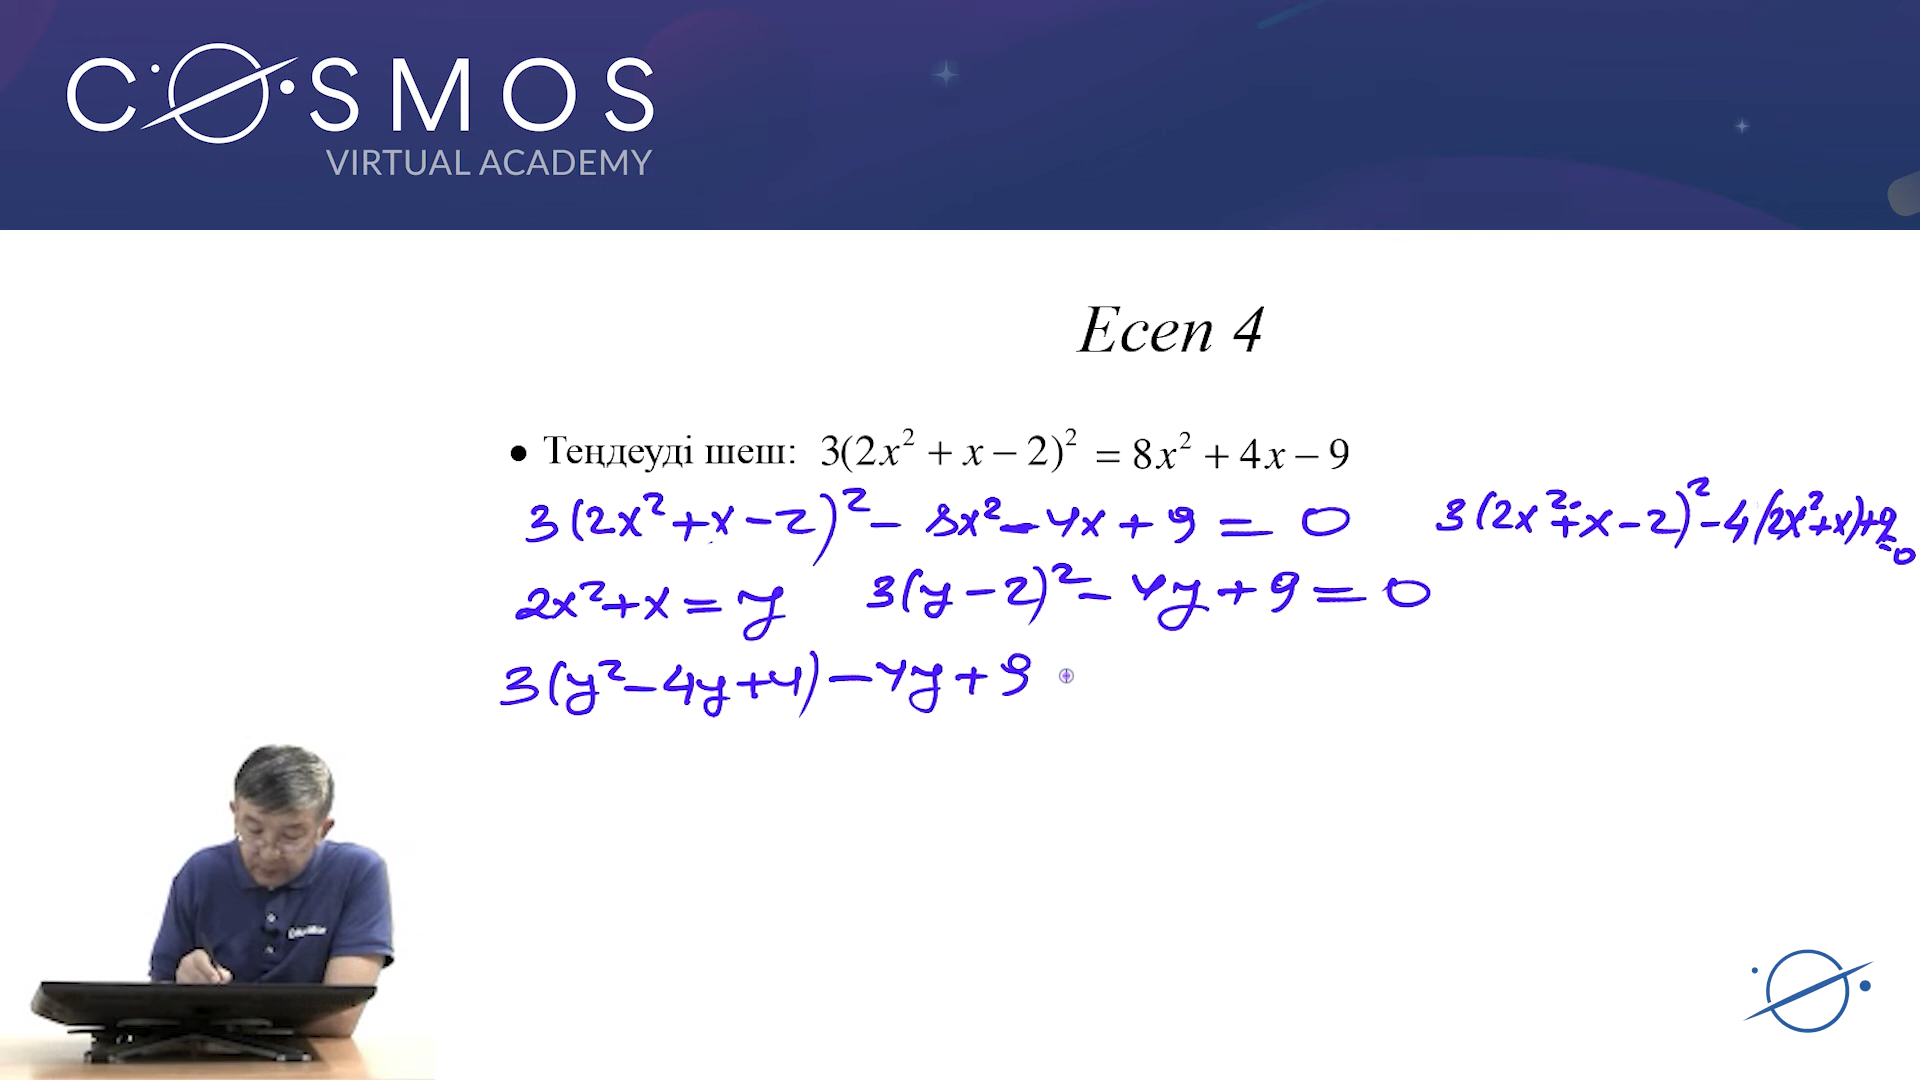 COSMOS
VIRTUAL ACADEMY
Есеп 4
• Теңдеуді шеш: 3(2x² + x − 2)² = 8x² + 4x − 9
3(2x²+x−2)² − 8x² − 4x + 9 = 0
3(2x²+x−2)² − 4(2x²+x)+9=0
2x²+x = y
3(y−2)² − 4y + 9 = 0
3(y²−4y+4) − 4y + 9